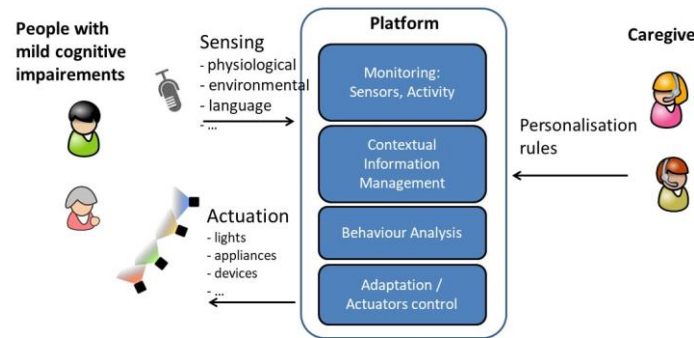 People with
mild cognitive
impairements
Sensing
- physiological
- environmental
- language
- ...
Actuation
- lights
- appliances
- devices
- ...
Platform
Monitoring:
Sensors, Activity
Contextual
Information
Management
Behaviour Analysis
Adaptation /
Actuators control
Caregive
Personalisation
rules